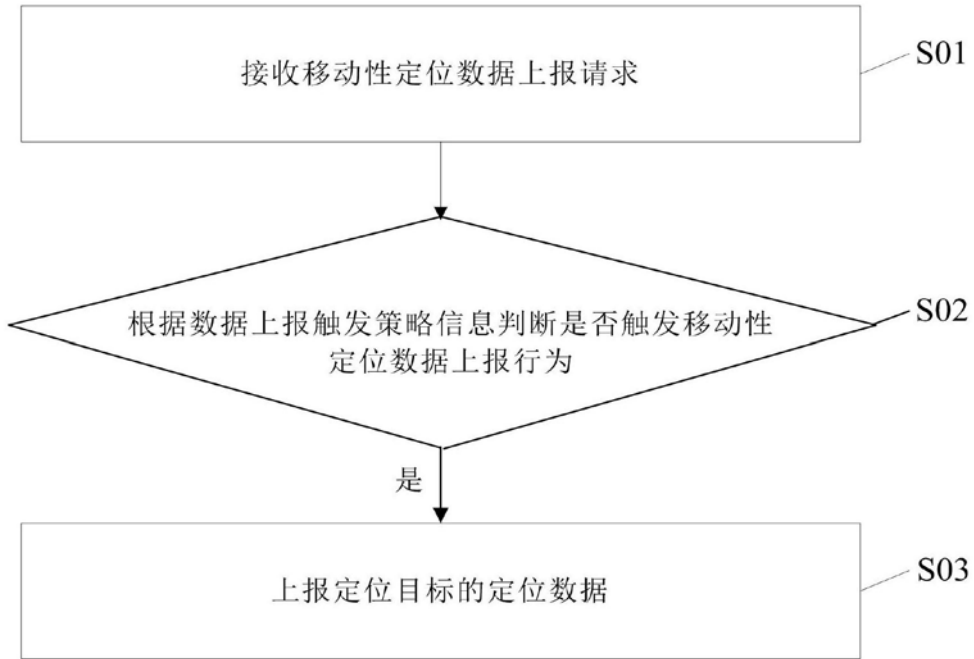 接收移动性定位数据上报请求
S01
根据数据上报触发策略信息判断是否触发移动性
定位数据上报行为
S02
是
上报定位目标的定位数据
S03